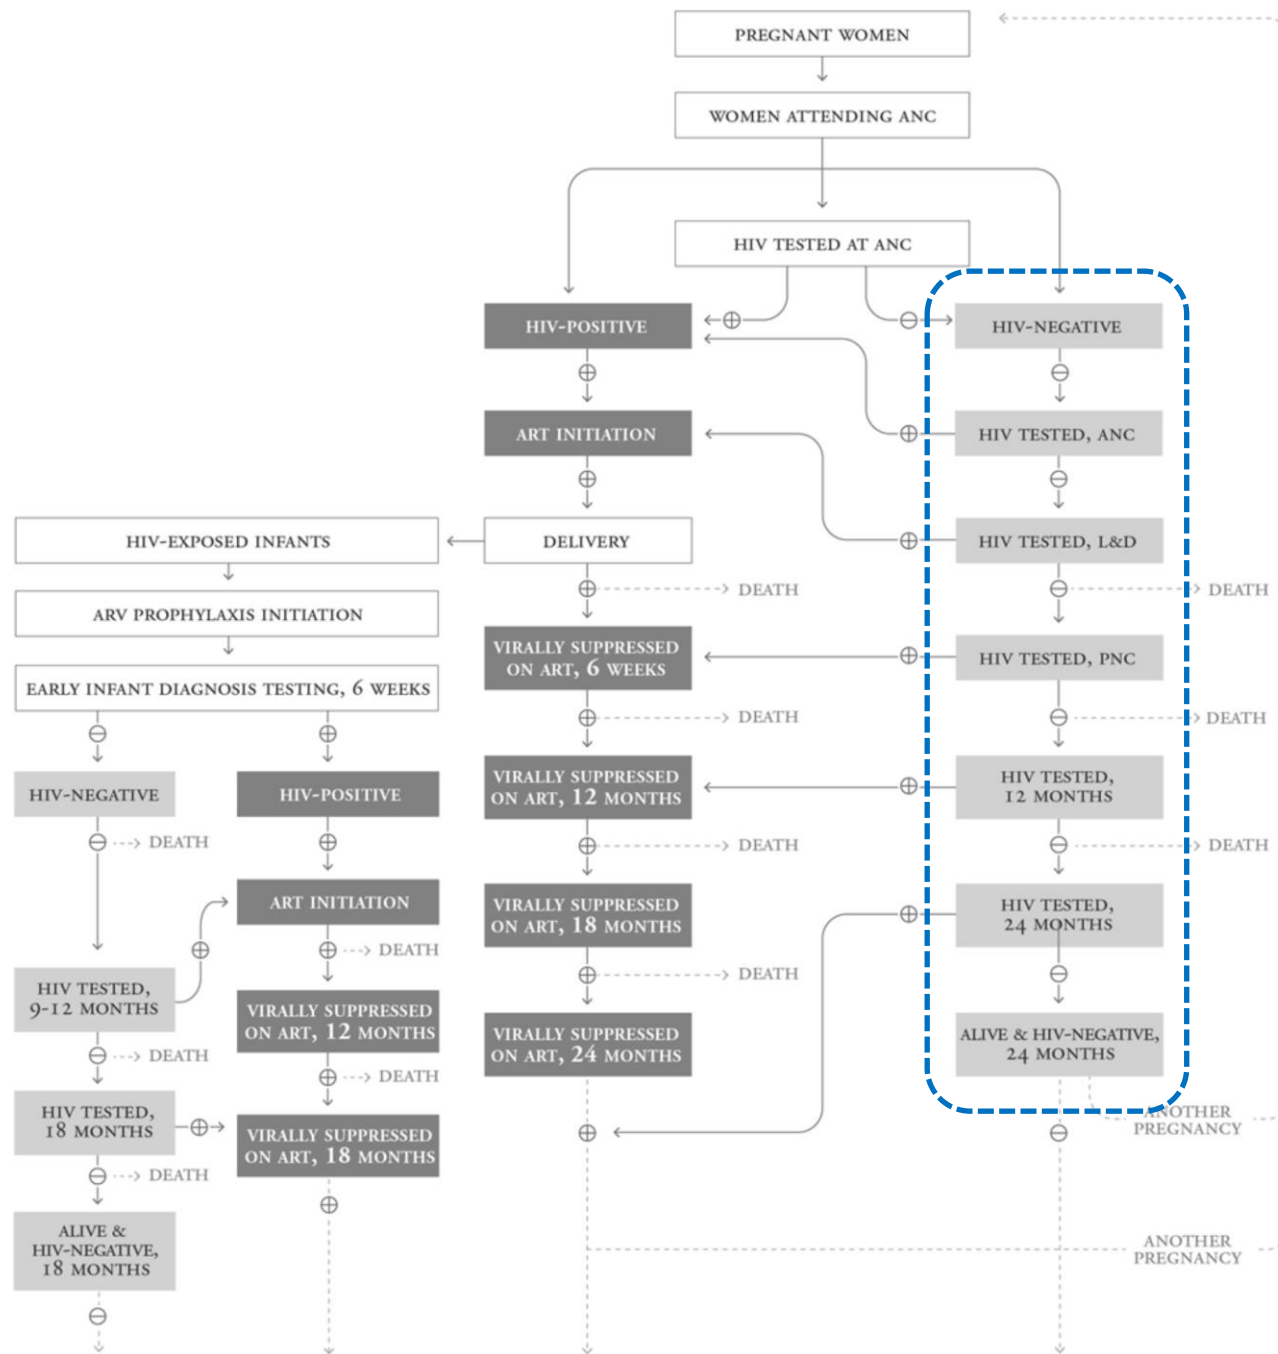 PREGNANT WOMEN
WOMEN ATTENDING ANC
HIV TESTED AT ANC
HIV-POSITIVE
HIV-NEGATIVE
ART INITIATION
HIV TESTED, ANC
HIV-EXPOSED INFANTS
DELIVERY
HIV TESTED, L&D
DEATH
DEATH
ARV PROPHYLAXIS INITIATION
VIRALLY SUPPRESSED
ON ART, 6 WEEKS
HIV TESTED, PNC
EARLY INFANT DIAGNOSIS TESTING, 6 WEEKS
DEATH
DEATH
HIV-NEGATIVE
HIV-POSITIVE
VIRALLY SUPPRESSED
ON ART, 12 MONTHS
HIV TESTED,
12 MONTHS
DEATH
DEATH
DEATH
ART INITIATION
VIRALLY SUPPRESSED
ON ART, 18 MONTHS
HIV TESTED,
24 MONTHS
DEATH
DEATH
HIV TESTED,
9-12 MONTHS
VIRALLY SUPPRESSED
ON ART, 12 MONTHS
VIRALLY SUPPRESSED
ON ART, 24 MONTHS
ALIVE & HIV-NEGATIVE,
24 MONTHS
DEATH
DEATH
HIV TESTED,
18 MONTHS
VIRALLY SUPPRESSED
ON ART, 18 MONTHS
ANOTHER
PREGNANCY
DEATH
ALIVE &
HIV-NEGATIVE,
18 MONTHS
ANOTHER
PREGNANCY